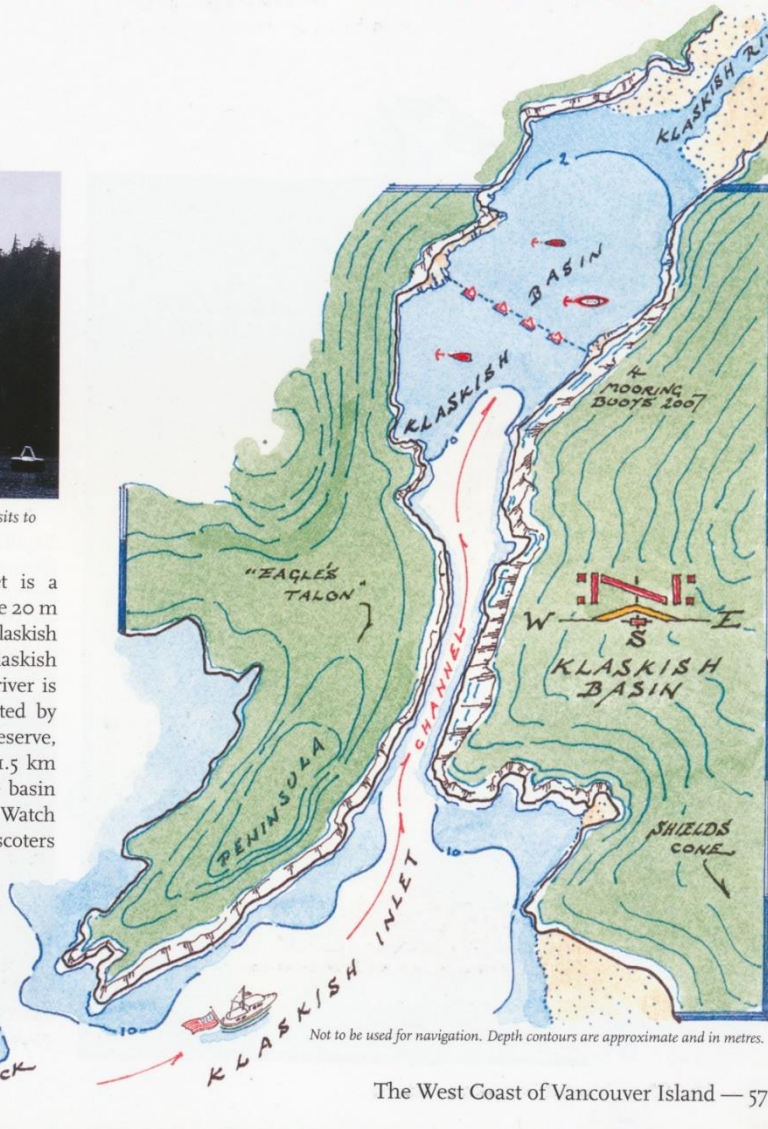 KLASKISH RIV
2
BASIN
KLASKISH
4
MOORING
BUOYS 2007
"EAGLE'S
TALON"
N
W E
S
KLASKISH
BASIN
CHANNEL
PENINSULA
SHIELDS
CONE
10
KLASKISH INLET
10
CK
sits to
et is a
e 20 m
laskish
laskish
river is
ted by
eserve,
1.5 km
basin
Watch
scoters
Not to be used for navigation. Depth contours are approximate and in metres.
The West Coast of Vancouver Island — 57